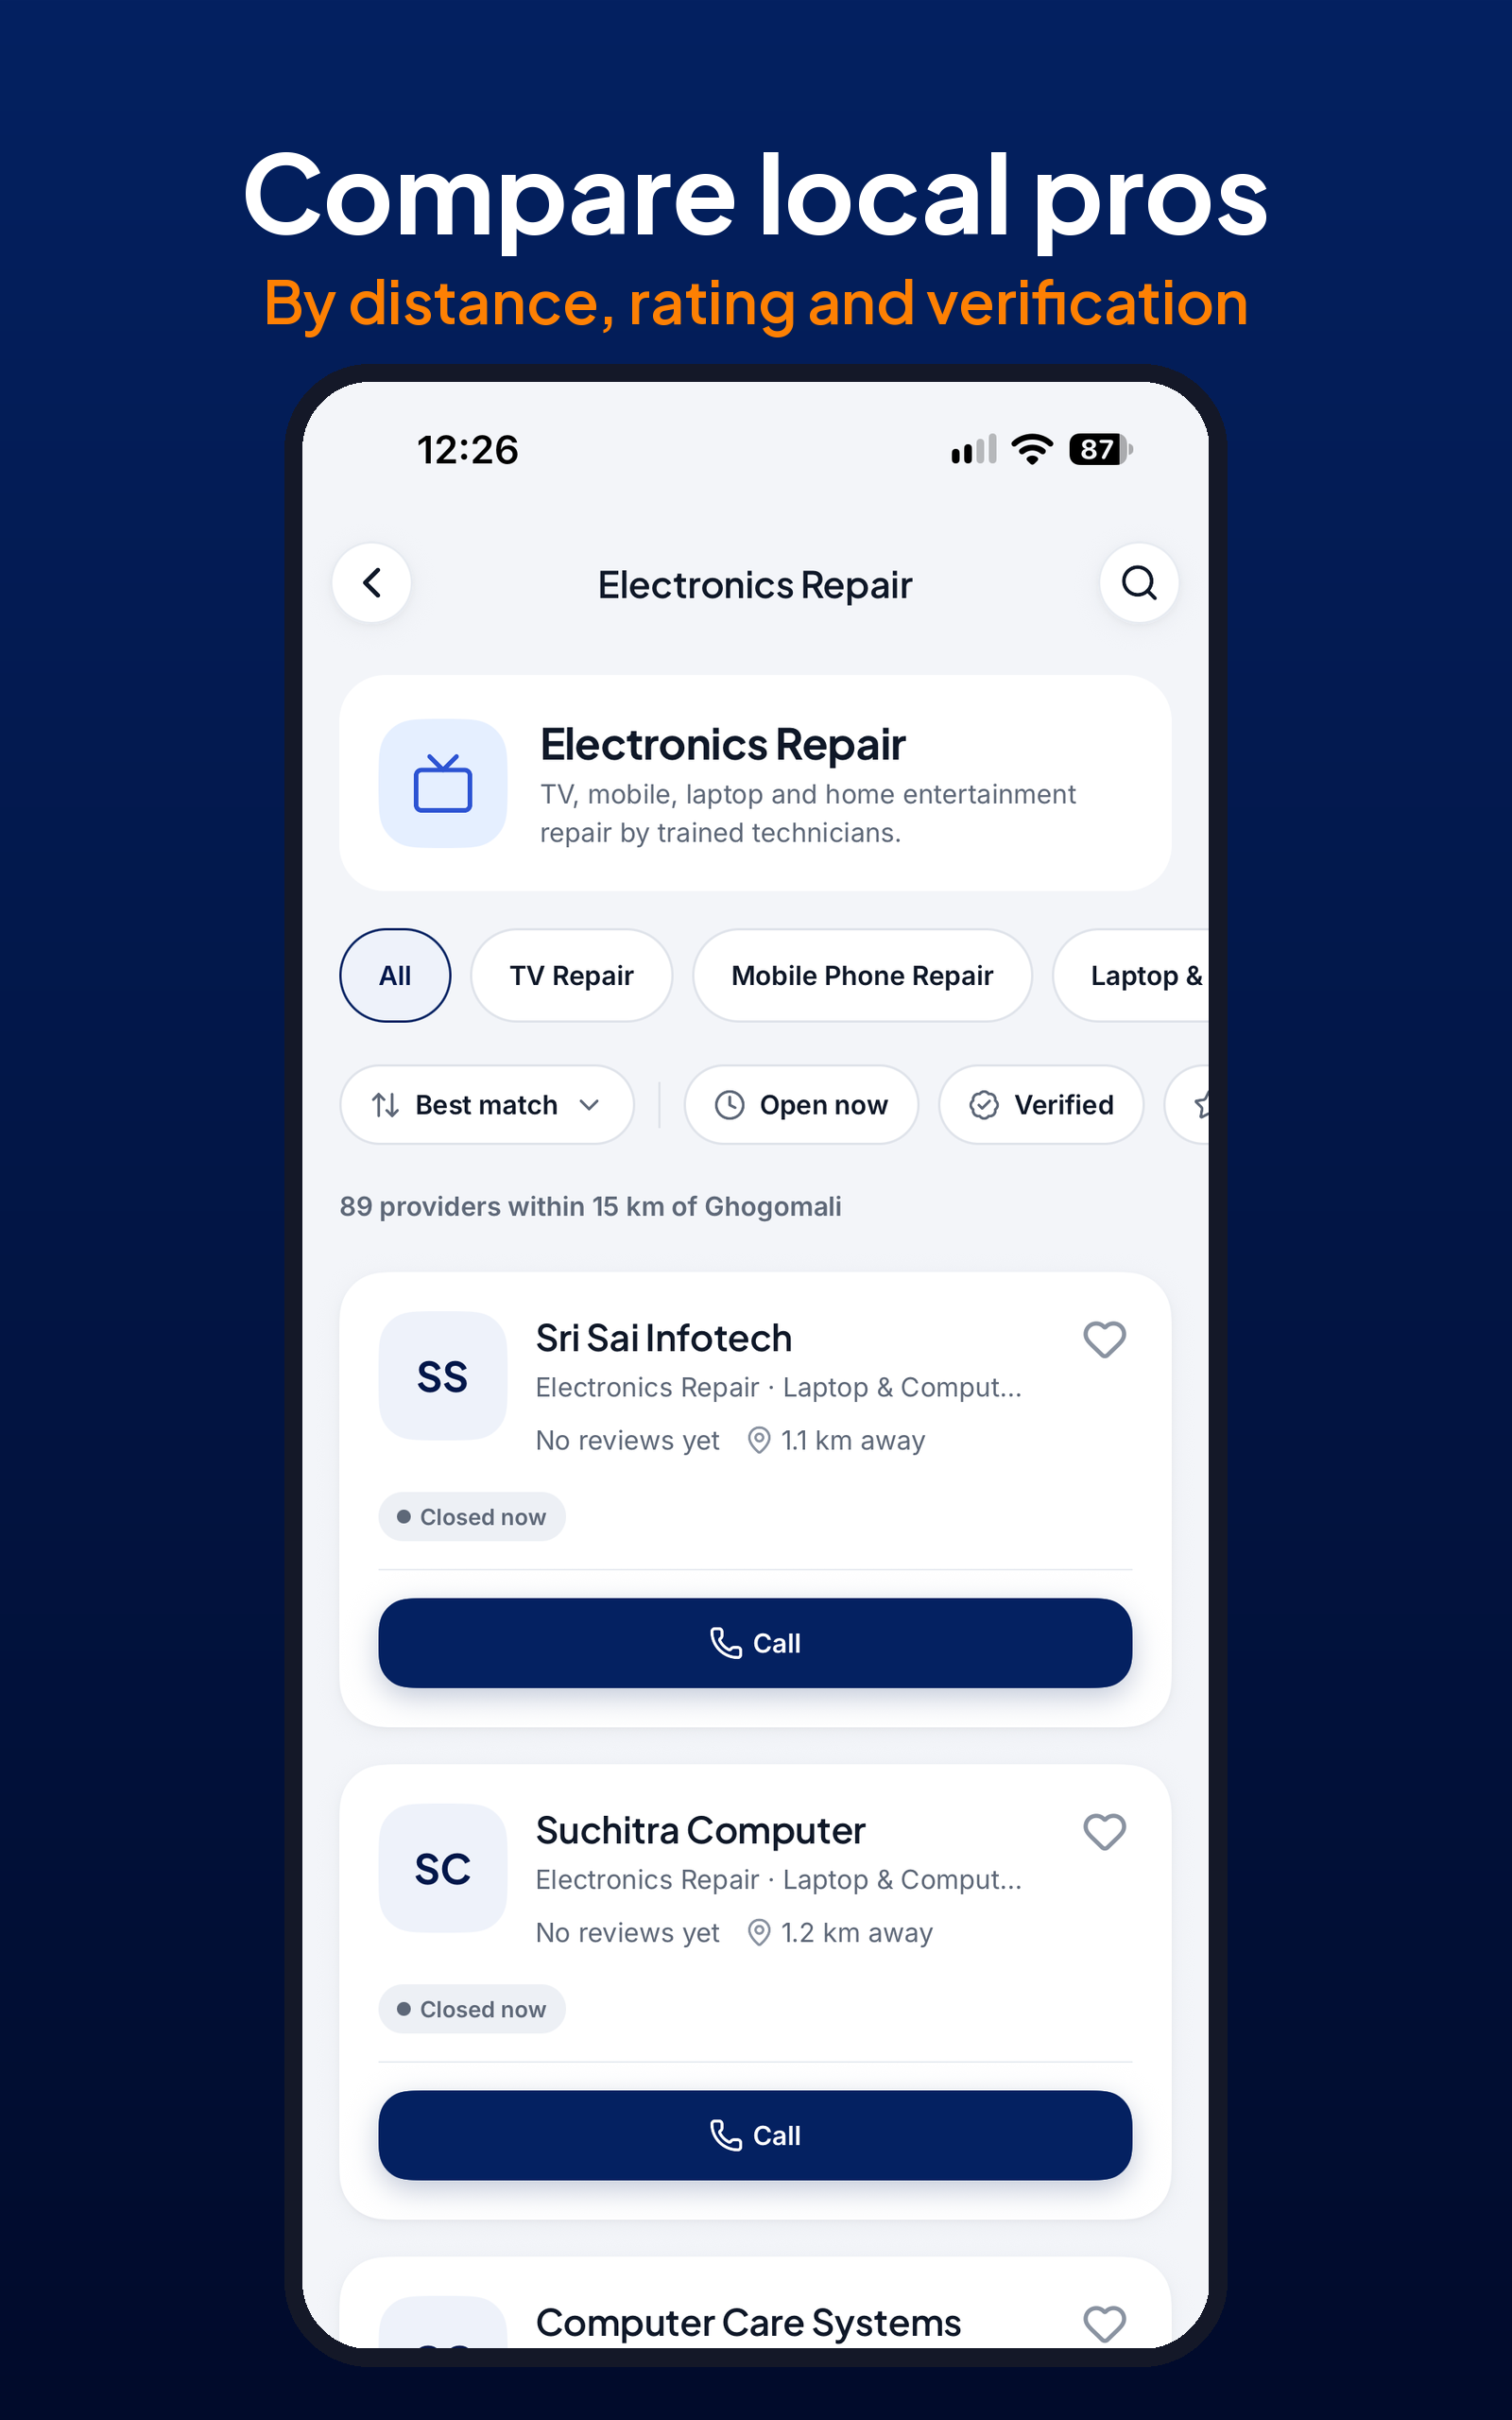 Compare local pros
By distance, rating and verification
12:26
87
Electronics Repair
Electronics Repair
TV, mobile, laptop and home entertainment
repair by trained technicians.
All
TV Repair
Mobile Phone Repair
Laptop &
Best match
Open now
Verified
89 providers within 15 km of Ghogomali
SS
Sri Sai Infotech
Electronics Repair · Laptop & Comput...
No reviews yet
1.1 km away
Closed now
Call
SC
Suchitra Computer
Electronics Repair · Laptop & Comput...
No reviews yet
1.2 km away
Closed now
Call
Computer Care Systems